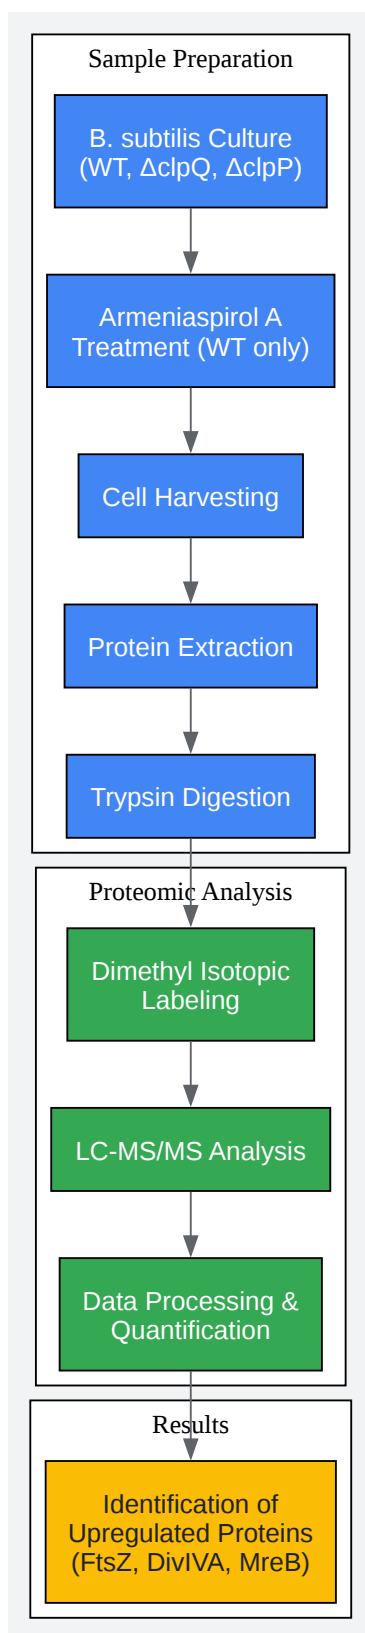 Sample Preparation
B. subtilis Culture
(WT, ΔclpQ, ΔclpP)
Armeniaspirol A
Treatment (WT only)
Cell Harvesting
Protein Extraction
Trypsin Digestion
Proteomic Analysis
Dimethyl Isotopic
Labeling
LC-MS/MS Analysis
Data Processing &
Quantification
Results
Identification of
Upregulated Proteins
(FtsZ, DivIVA, MreB)